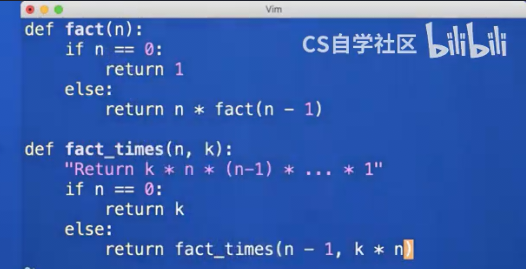 Vim
CS自学社区 bilibili
def fact(n):
    if n == 0:
        return 1
    else:
        return n * fact(n - 1)
def fact_times(n, k):
    "Return k * n * (n-1) * ... * 1"
    if n == 0:
        return k
    else:
        return fact_times(n - 1, k * n)